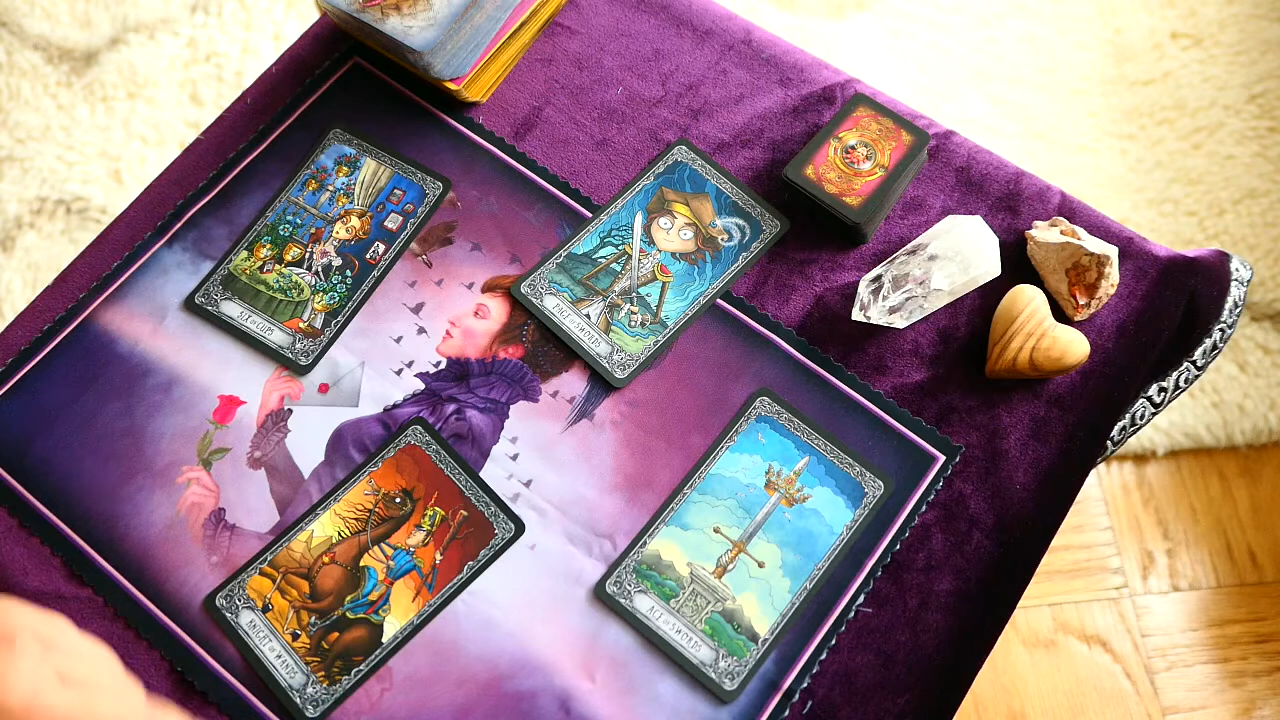 SIX OF CUPS
PAGE OF SWORDS
KNIGHT OF WANDS
ACE OF SWORDS